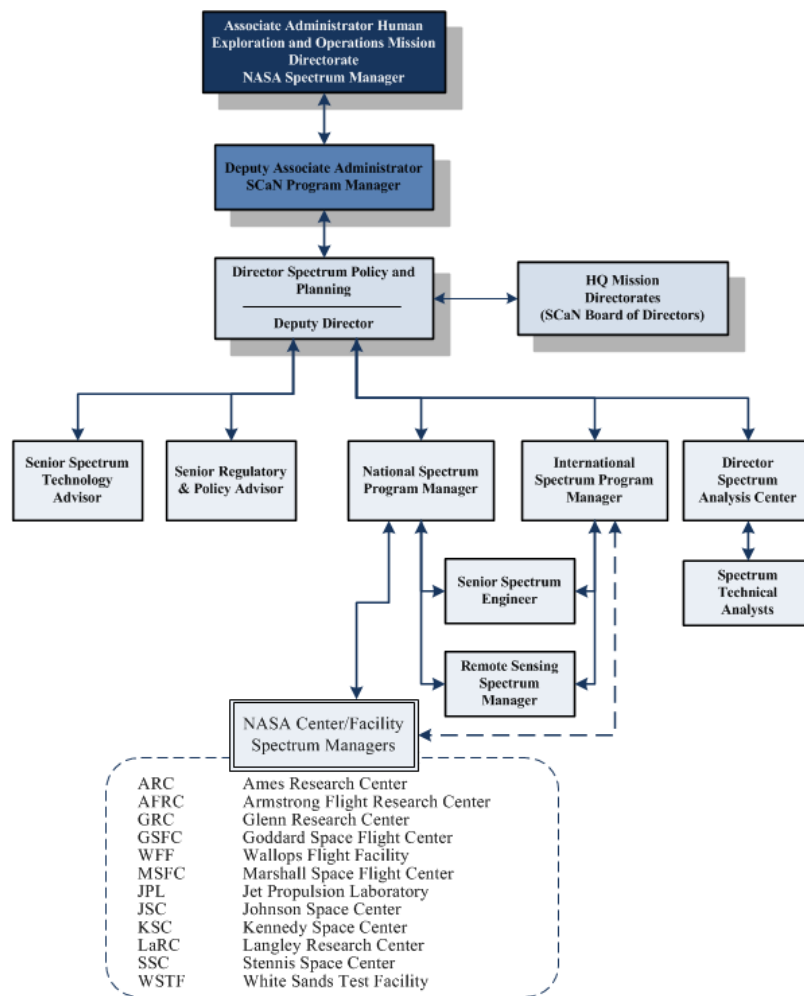 Associate Administrator Human
Exploration and Operations Mission
Directorate
NASA Spectrum Manager
Deputy Associate Administrator
SCaN Program Manager
Director Spectrum Policy and
Planning
Deputy Director
HQ Mission
Directorates
(SCaN Board of Directors)
Senior Spectrum
Technology
Advisor
Senior Regulatory
& Policy Advisor
National Spectrum
Program Manager
International
Spectrum Program
Manager
Director
Spectrum
Analysis Center
Senior Spectrum
Engineer
Spectrum
Technical
Analysts
Remote Sensing
Spectrum
Manager
NASA Center/Facility
Spectrum Managers
ARC Ames Research Center
AFRC Armstrong Flight Research Center
GRC Glenn Research Center
GSFC Goddard Space Flight Center
WFF Wallops Flight Facility
MSFC Marshall Space Flight Center
JPL Jet Propulsion Laboratory
JSC Johnson Space Center
KSC Kennedy Space Center
LaRC Langley Research Center
SSC Stennis Space Center
WSTF White Sands Test Facility